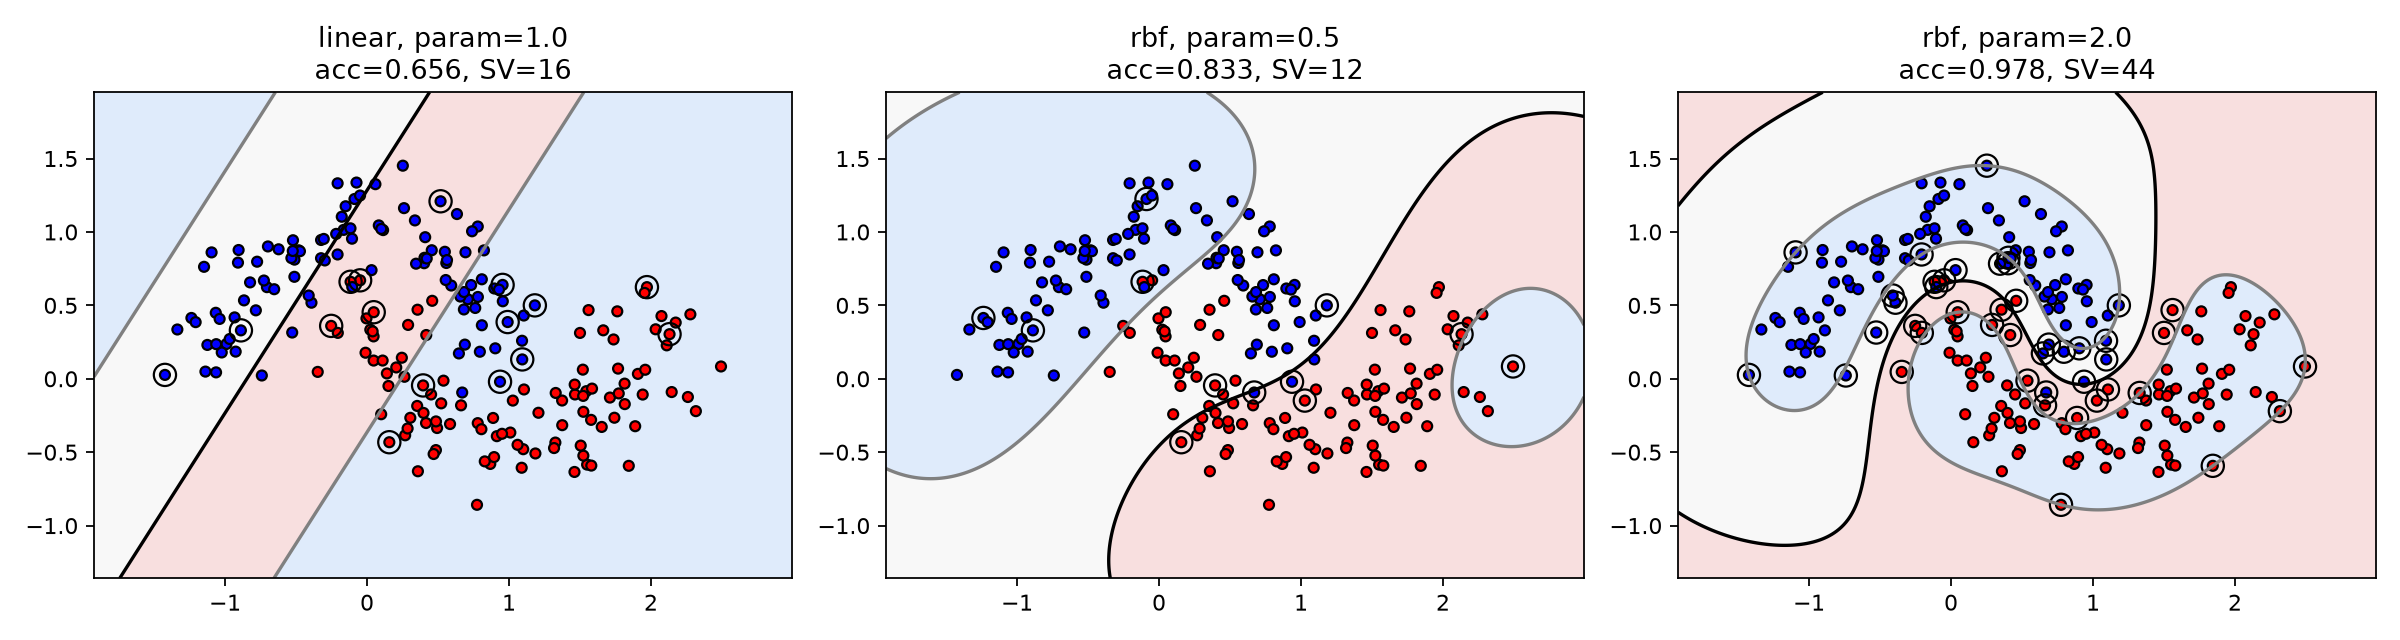 linear, param=1.0
acc=0.656, SV=16
1.5
1.0
0.5
0.0
−0.5
−1.0
−1 0 1 2
rbf, param=0.5
acc=0.833, SV=12
1.5
1.0
0.5
0.0
−0.5
−1.0
−1 0 1 2
rbf, param=2.0
acc=0.978, SV=44
1.5
1.0
0.5
0.0
−0.5
−1.0
−1 0 1 2